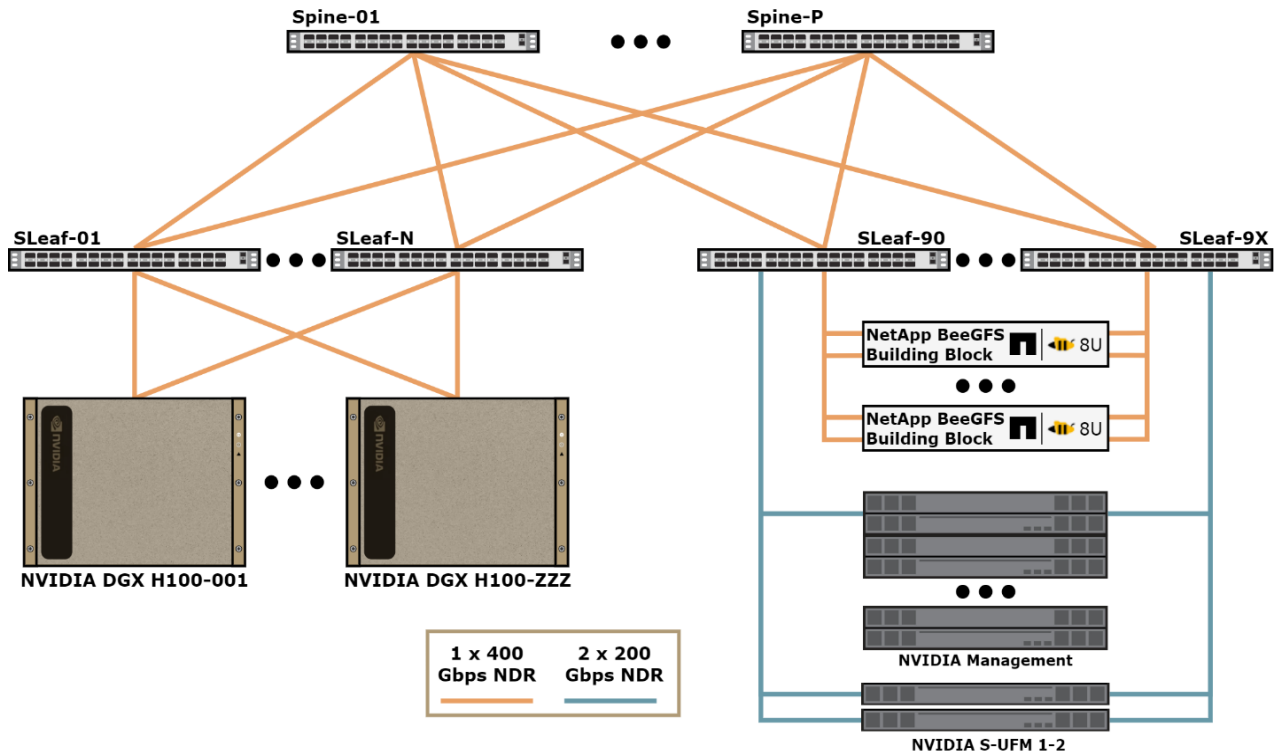 Spine-01
Spine-P
SLeaf-01
SLeaf-N
SLeaf-90
SLeaf-9X
NetApp BeeGFS
Building Block
8U
NetApp BeeGFS
Building Block
8U
NVIDIA
NVIDIA
NVIDIA DGX H100-001
NVIDIA DGX H100-ZZZ
1 x 400
Gbps NDR
2 x 200
Gbps NDR
NVIDIA Management
NVIDIA S-UFM 1-2